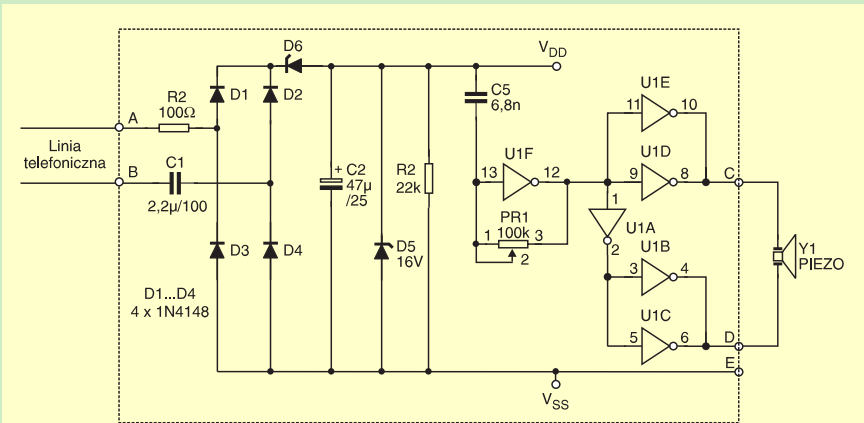 D6
V_DD
U1E
D1
D2
C5
6,8n
11
10
A
R2
100Ω
U1F
U1D
Linia
telefoniczna
13
12
9
8
C
B
C1
2,2μ/100
+ C2
47μ
/25
R2
22k
PR1
100k
1
3
2
1
U1A
2
U1B
Y1
PIEZO
D3
D4
D5
16V
3
4
U1C
D1...D4
4 x 1N4148
5
6
D
E
V_SS